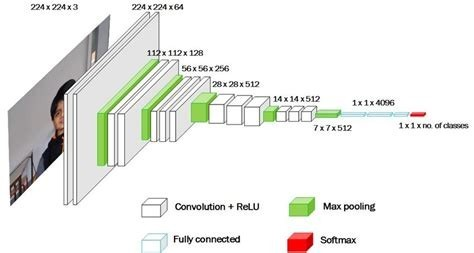 224 x 224 x 3
224 x 224 x 64
112 x 112 x 128
56 x 56 x 256
28 x 28 x 512
14 x 14 x 512
1 x 1 x 4096
7 x 7 x 512
1 x 1 x no. of classes
Convolution + ReLU
Max pooling
Fully connected
Softmax